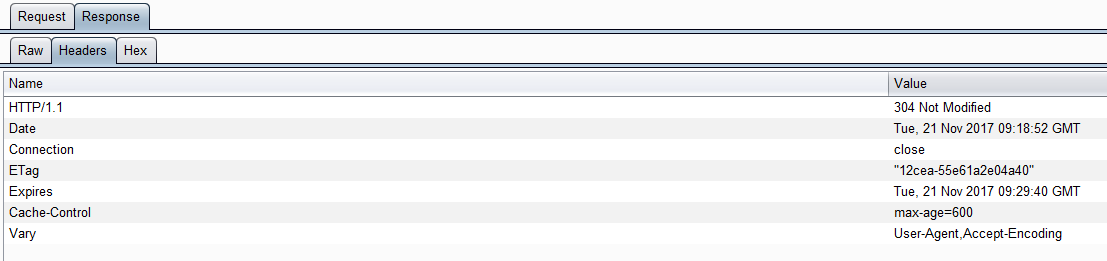 Request Response
Raw Headers Hex
Name Value
HTTP/1.1 304 Not Modified
Date Tue, 21 Nov 2017 09:18:52 GMT
Connection close
ETag "12cea-55e61a2e04a40"
Expires Tue, 21 Nov 2017 09:29:40 GMT
Cache-Control max-age=600
Vary User-Agent,Accept-Encoding